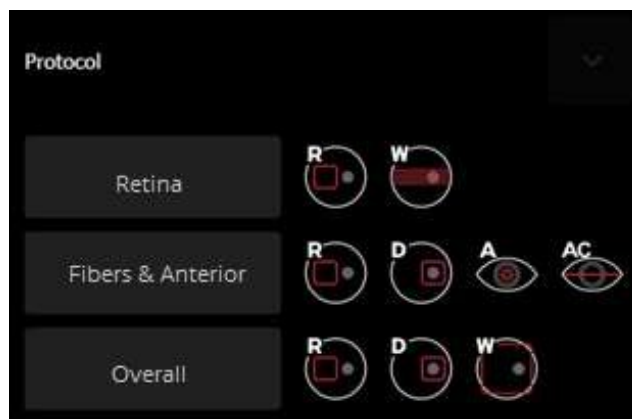 Protocol
Retina R W
Fibers & Anterior R D A AC
Overall R D W